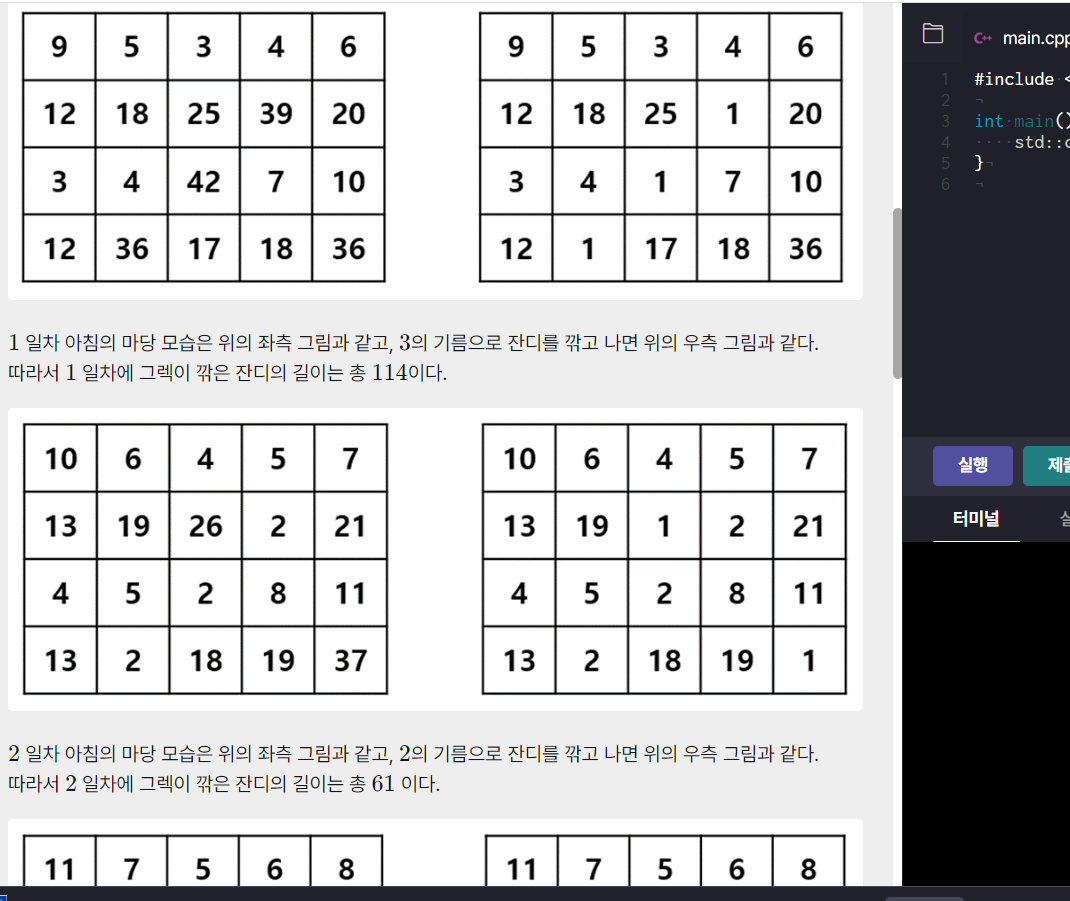 9 5 3 4 6
12 18 25 39 20
3 4 42 7 10
12 36 17 18 36
9 5 3 4 6
12 18 25 1 20
3 4 1 7 10
12 1 17 18 36
1 일차 아침의 마당 모습은 위의 좌측 그림과 같고, 3의 기름으로 잔디를 깎고 나면 위의 우측 그림과 같다.
따라서 1 일차에 그렉이 깎은 잔디의 길이는 총 114이다.
10 6 4 5 7
13 19 26 2 21
4 5 2 8 11
13 2 18 19 37
10 6 4 5 7
13 19 1 2 21
4 5 2 8 11
13 2 18 19 1
2 일차 아침의 마당 모습은 위의 좌측 그림과 같고, 2의 기름으로 잔디를 깎고 나면 위의 우측 그림과 같다.
따라서 2 일차에 그렉이 깎은 잔디의 길이는 총 61 이다.
11 7 5 6 8
11 7 5 6 8
C++ main.cpp
1 #include <
2
3 int main()
4 std::c
5 }
6
실행
터미널